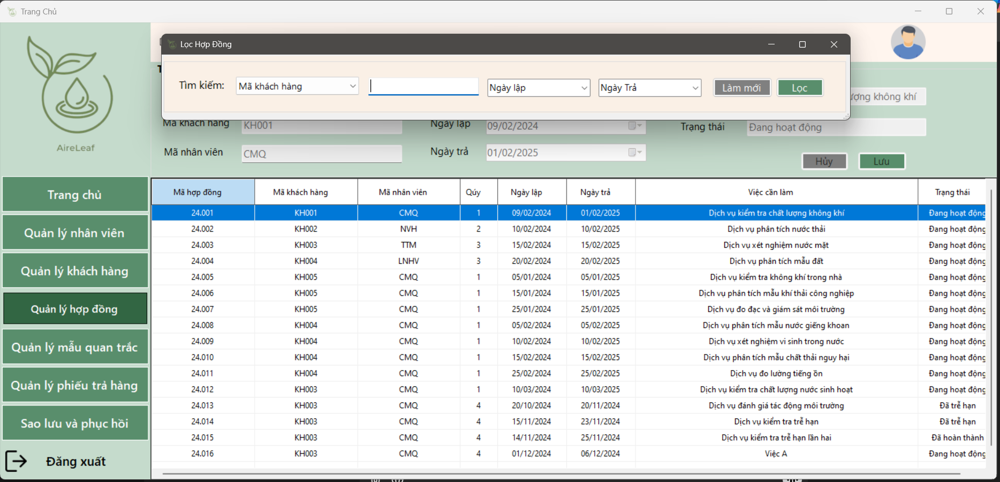 Trang Chủ
Lọc Hợp Đồng
Tìm kiếm: Mã khách hàng Ngày lập Ngày Trả Làm mới Lọc
ượng không khí
Mã khách hàng KH001 Ngày lập 09/02/2024 Trạng thái Đang hoạt động
Mã nhân viên CMQ Ngày trả 01/02/2025
Hủy Lưu
AireLeaf
Trang chủ
Quản lý nhân viên
Quản lý khách hàng
Quản lý hợp đồng
Quản lý mẫu quan trắc
Quản lý phiếu trả hàng
Sao lưu và phục hồi
Đăng xuất
Mã hợp đồng Mã khách hàng Mã nhân viên Qúy Ngày lập Ngày trả Việc cần làm Trạng thái
24.001 KH001 CMQ 1 09/02/2024 01/02/2025 Dịch vụ kiểm tra chất lượng không khí Đang hoạt động
24.002 KH002 NVH 2 10/02/2024 10/02/2025 Dịch vụ phân tích nước thải Đang hoạt động
24.003 KH003 TTM 3 15/02/2024 15/02/2025 Dịch vụ xét nghiệm nước mặt Đang hoạt động
24.004 KH004 LNHV 3 20/02/2024 20/02/2025 Dịch vụ phân tích mẫu đất Đang hoạt động
24.005 KH005 CMQ 1 05/01/2024 05/01/2025 Dịch vụ kiểm tra không khí trong nhà Đang hoạt động
24.006 KH005 CMQ 1 15/01/2024 15/01/2025 Dịch vụ phân tích mẫu khí thải công nghiệp Đang hoạt động
24.007 KH005 CMQ 1 25/01/2024 25/01/2025 Dịch vụ đo đạc và giám sát môi trường Đang hoạt động
24.008 KH004 CMQ 1 05/02/2024 05/02/2025 Dịch vụ phân tích mẫu nước giếng khoan Đang hoạt động
24.009 KH004 CMQ 1 10/02/2024 10/02/2025 Dịch vụ xét nghiệm vi sinh trong nước Đang hoạt động
24.010 KH004 CMQ 1 15/02/2024 15/02/2025 Dịch vụ phân tích mẫu chất thải nguy hại Đang hoạt động
24.011 KH004 CMQ 1 25/02/2024 25/02/2025 Dịch vụ đo lường tiếng ồn Đang hoạt động
24.012 KH003 CMQ 1 10/03/2024 10/03/2025 Dịch vụ kiểm tra chất lượng nước sinh hoạt Đang hoạt động
24.013 KH003 CMQ 4 20/10/2024 20/11/2024 Dịch vụ đánh giá tác động môi trường Đã trễ hạn
24.014 KH003 CMQ 4 15/11/2024 23/11/2024 Dịch vụ kiểm tra trễ hạn Đã trễ hạn
24.015 KH003 CMQ 4 14/11/2024 25/11/2024 Dịch vụ kiểm tra trễ hạn lần hai Đã hoàn thành
24.016 KH003 CMQ 4 01/12/2024 06/12/2024 Việc A Đang hoạt động